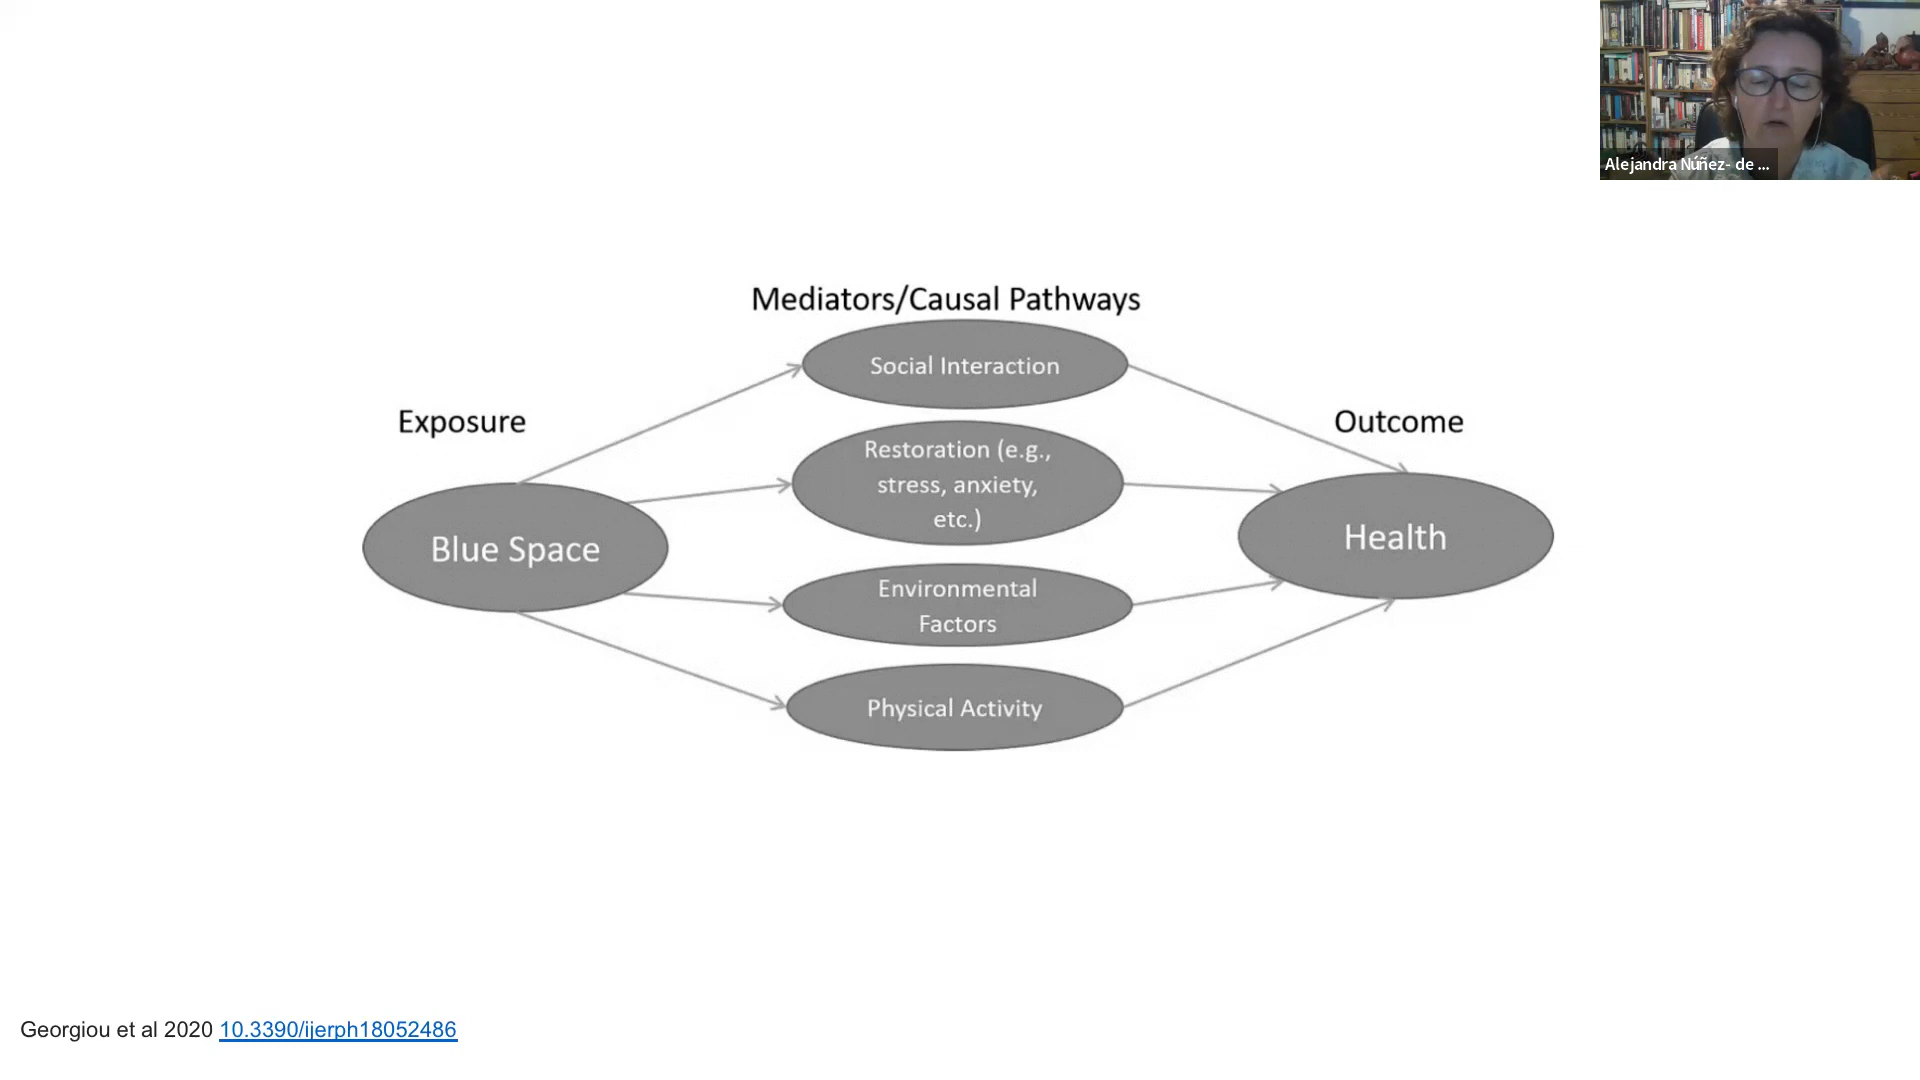 Alejandra Núñez- de ...
Mediators/Causal Pathways
Social Interaction
Exposure
Outcome
Restoration (e.g.,
stress, anxiety,
etc.)
Blue Space
Health
Environmental
Factors
Physical Activity
Georgiou et al 2020 10.3390/ijerph18052486